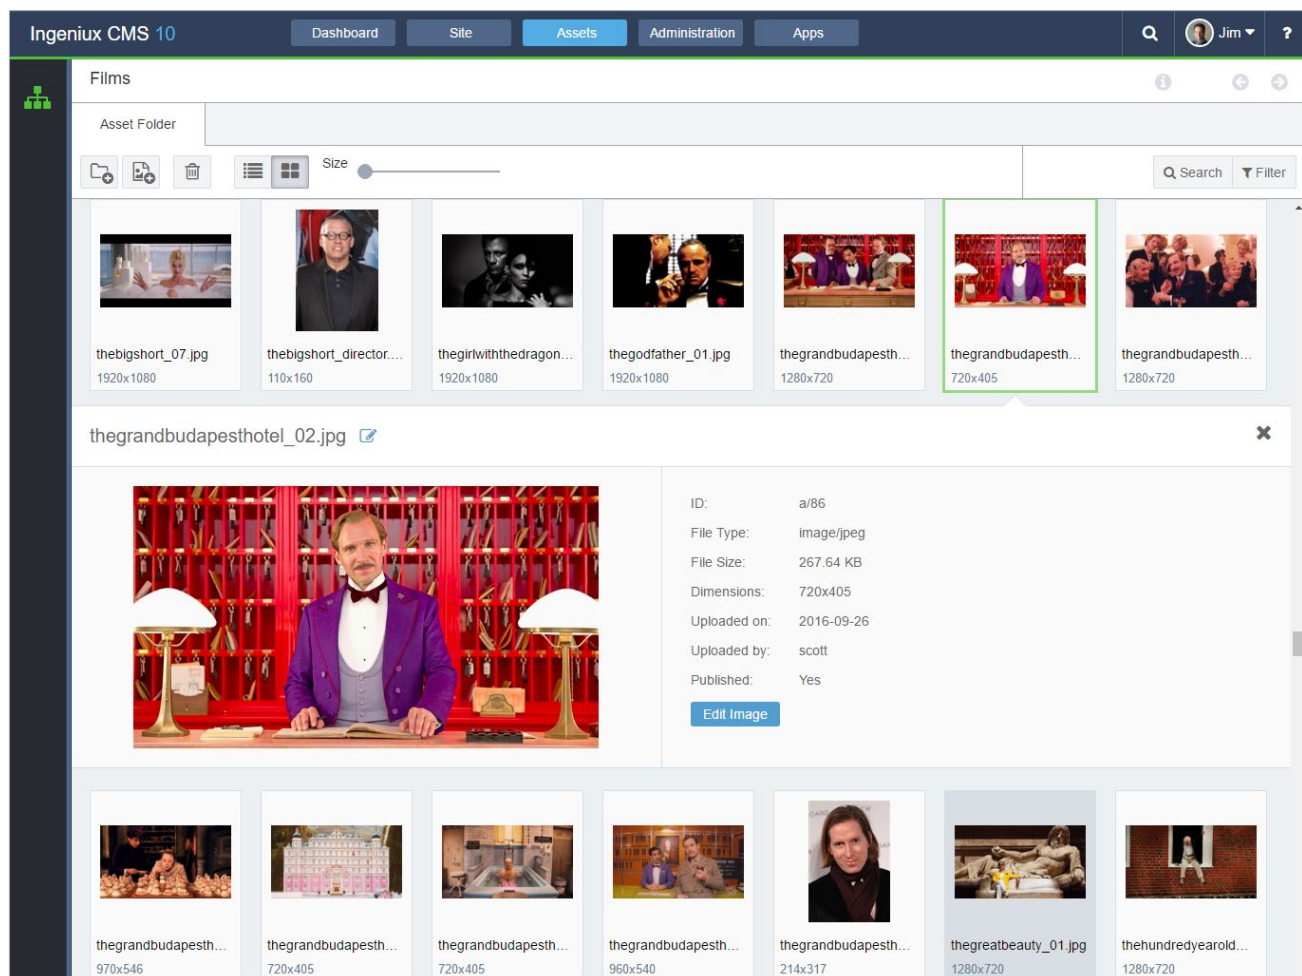 Ingeniux CMS 10
Dashboard
Site
Assets
Administration
Apps
Jim
?
Films
Asset Folder
Size
Search
Filter
thebigshort_07.jpg
1920x1080
thebigshort_director....
110x160
thegirlwiththedragon...
1920x1080
thegodfather_01.jpg
1920x1080
thegrandbudapesth...
1280x720
thegrandbudapesth...
720x405
thegrandbudapesth...
1280x720
thegrandbudapesthotel_02.jpg
ID: a/86
File Type: image/jpeg
File Size: 267.64 KB
Dimensions: 720x405
Uploaded on: 2016-09-26
Uploaded by: scott
Published: Yes
Edit Image
thegrandbudapesth...
970x546
thegrandbudapesth...
720x405
thegrandbudapesth...
720x405
thegrandbudapesth...
960x540
thegrandbudapesth...
214x317
thegreatbeauty_01.jpg
1280x720
thehundredyearold...
1280x720